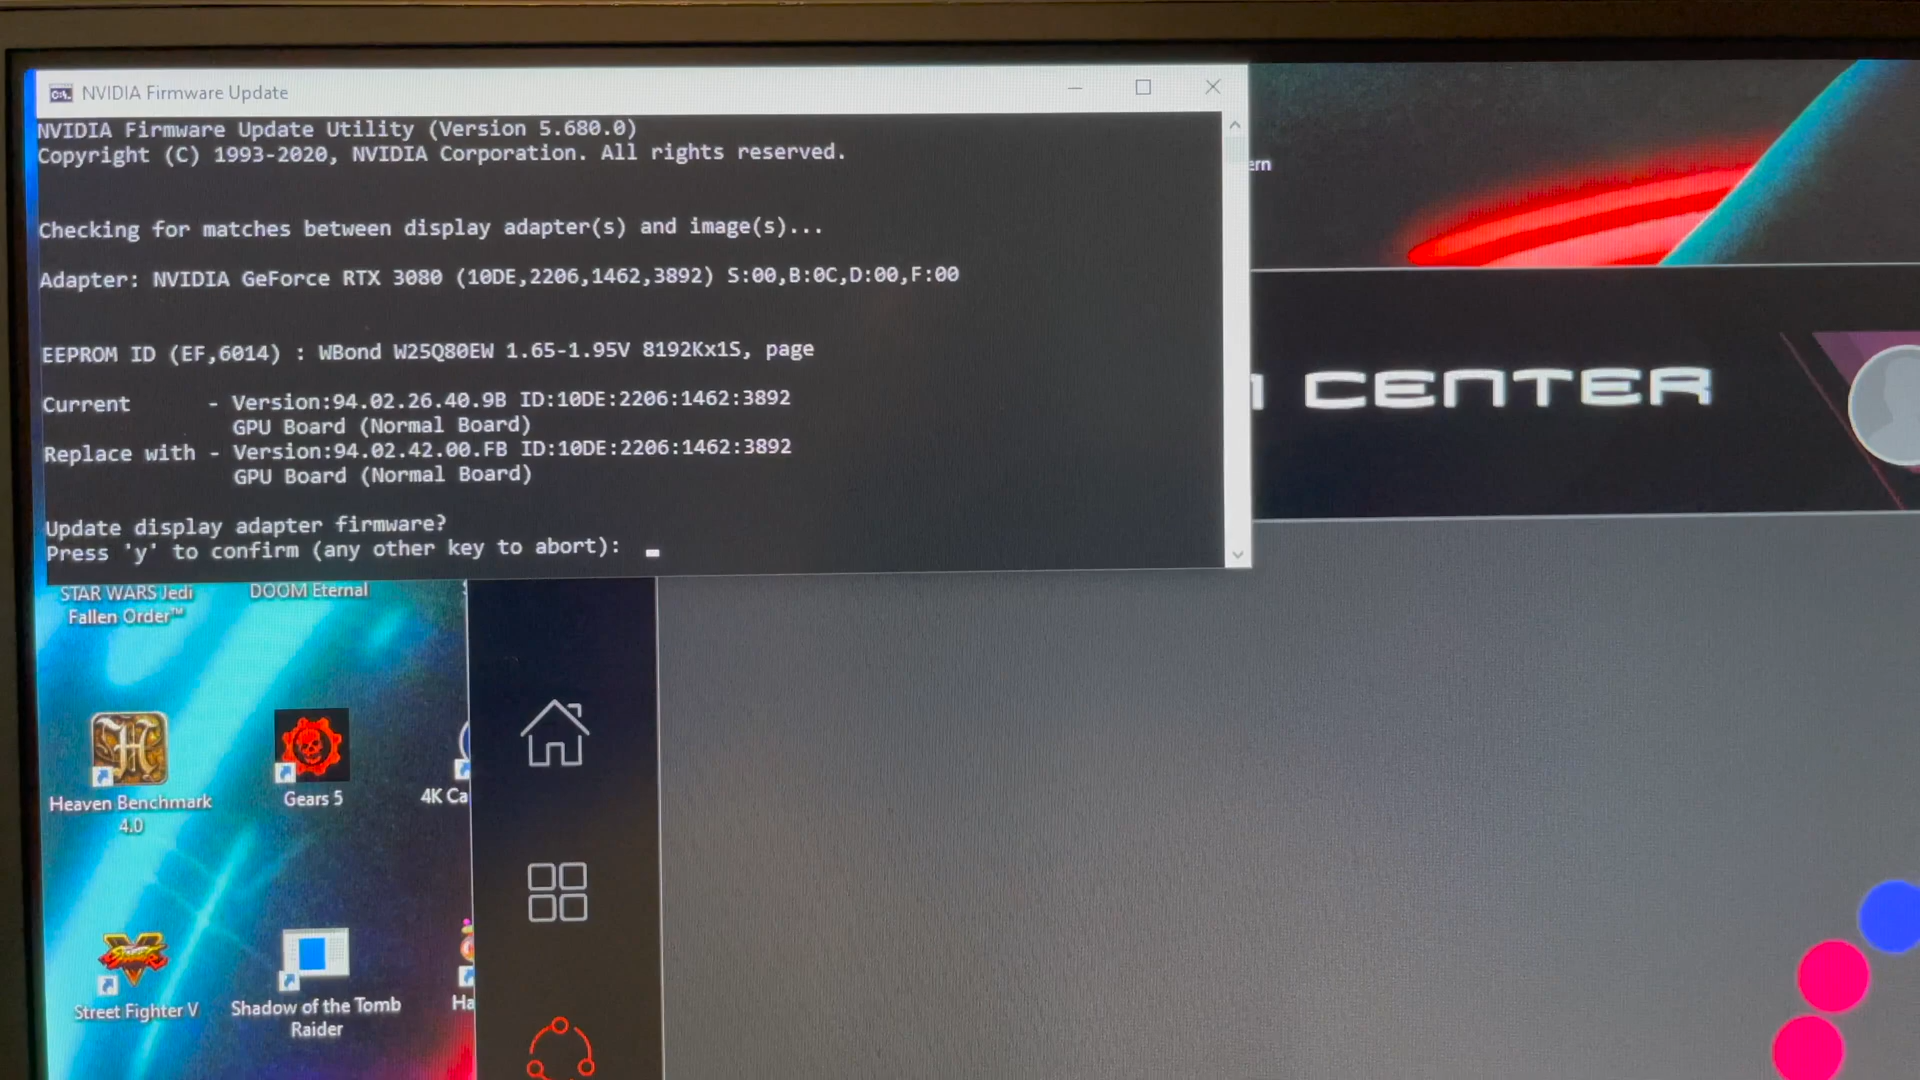 NVIDIA Firmware Update
NVIDIA Firmware Update Utility (Version 5.680.0)
Copyright (C) 1993-2020, NVIDIA Corporation. All rights reserved.
Checking for matches between display adapter(s) and image(s)...
Adapter: NVIDIA GeForce RTX 3080 (10DE,2206,1462,3892) S:00,B:0C,D:00,F:00
EEPROM ID (EF,6014) : WBond W25Q80EW 1.65-1.95V 8192Kx1S, page
Current - Version:94.02.26.40.9B ID:10DE:2206:1462:3892
GPU Board (Normal Board)
Replace with - Version:94.02.42.00.FB ID:10DE:2206:1462:3892
GPU Board (Normal Board)
Update display adapter firmware?
Press 'y' to confirm (any other key to abort):
ern
CENTER
STAR WARS Jedi
Fallen Order™
DOOM Eternal
Heaven Benchmark
4.0
Gears 5
4K Ca
Street Fighter V
Shadow of the Tomb
Raider
Ha